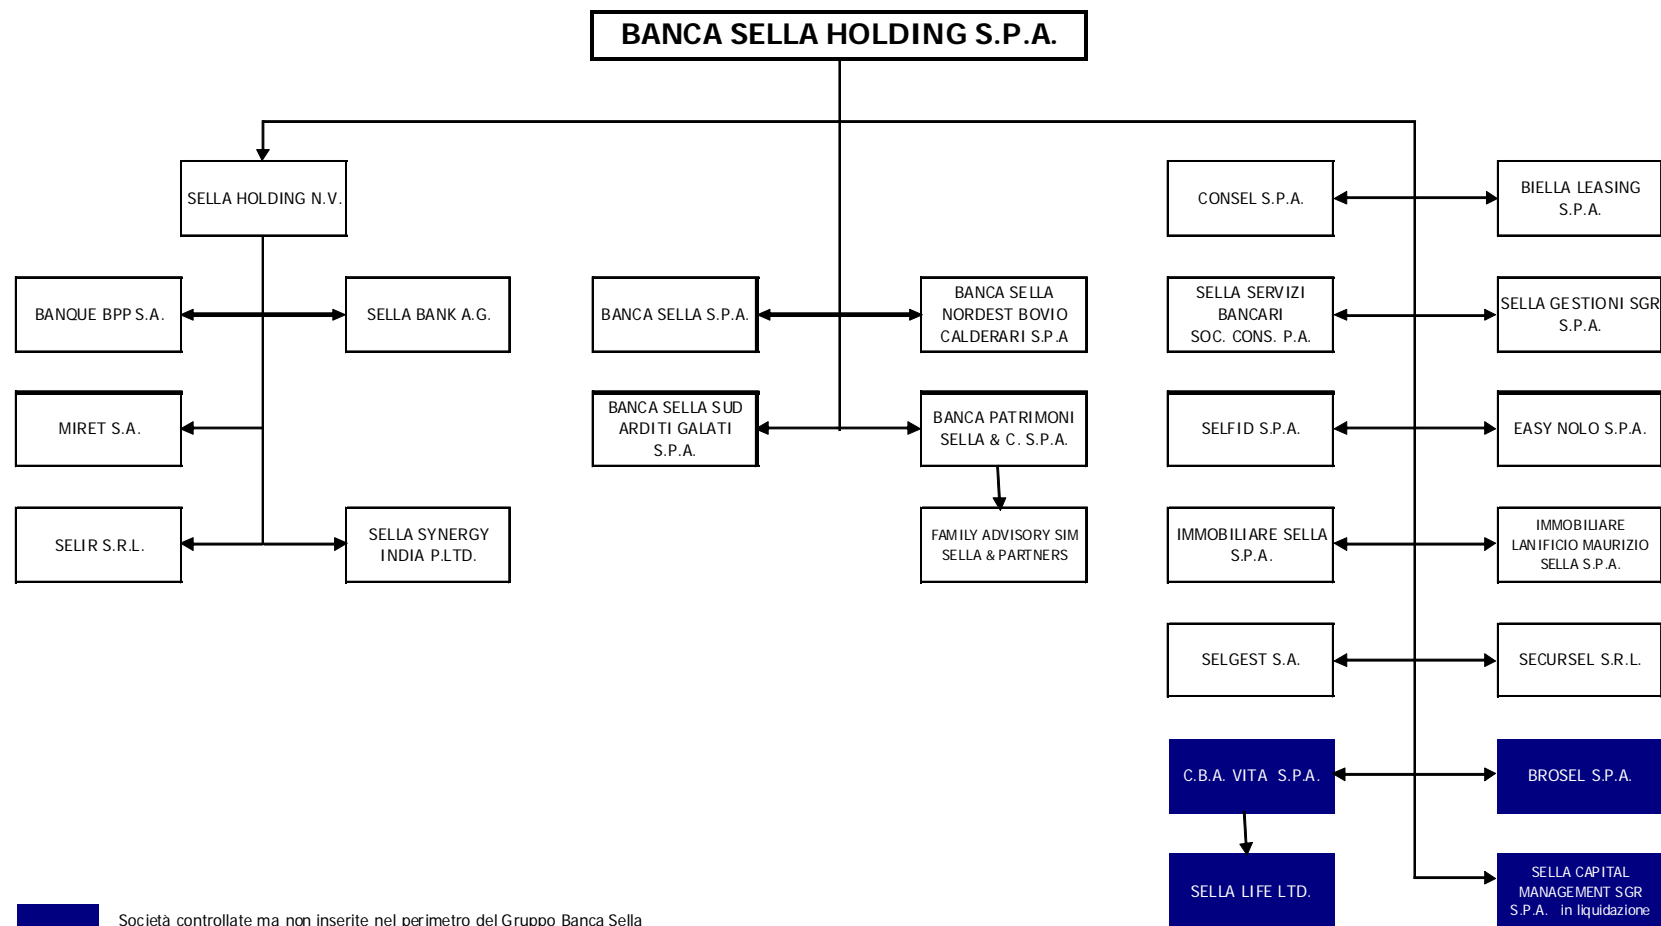 BANCA SELLA HOLDING S.P.A.
SELLA HOLDING N.V.
CONSEL S.P.A.
BIELLA LEASING
S.P.A.
BANQUE BPP S.A.
SELLA BANK A.G.
BANCA SELLA S.P.A.
BANCA SELLA
NORDEST BOVIO
CALDERARI S.P.A
SELLA SERVIZI
BANCARI
SOC. CONS. P.A.
SELLA GESTIONI SGR
S.P.A.
MIRET S.A.
BANCA SELLA SUD
ARDITI GALATI
S.P.A.
BANCA PATRIMONI
SELLA & C. S.P.A.
SELFID S.P.A.
EASY NOLO S.P.A.
SELIR S.R.L.
SELLA SYNERGY
INDIA P.LTD.
FAMILY ADVISORY SIM
SELLA & PARTNERS
IMMOBILIARE SELLA
S.P.A.
IMMOBILIARE
LANIFICIO MAURIZIO
SELLA S.P.A.
SELGEST S.A.
SECURSEL S.R.L.
C.B.A. VITA S.P.A.
BROSEL S.P.A.
SELLA LIFE LTD.
SELLA CAPITAL
MANAGEMENT SGR
S.P.A. in liquidazione
Società controllate ma non inserite nel perimetro del Gruppo Banca Sella